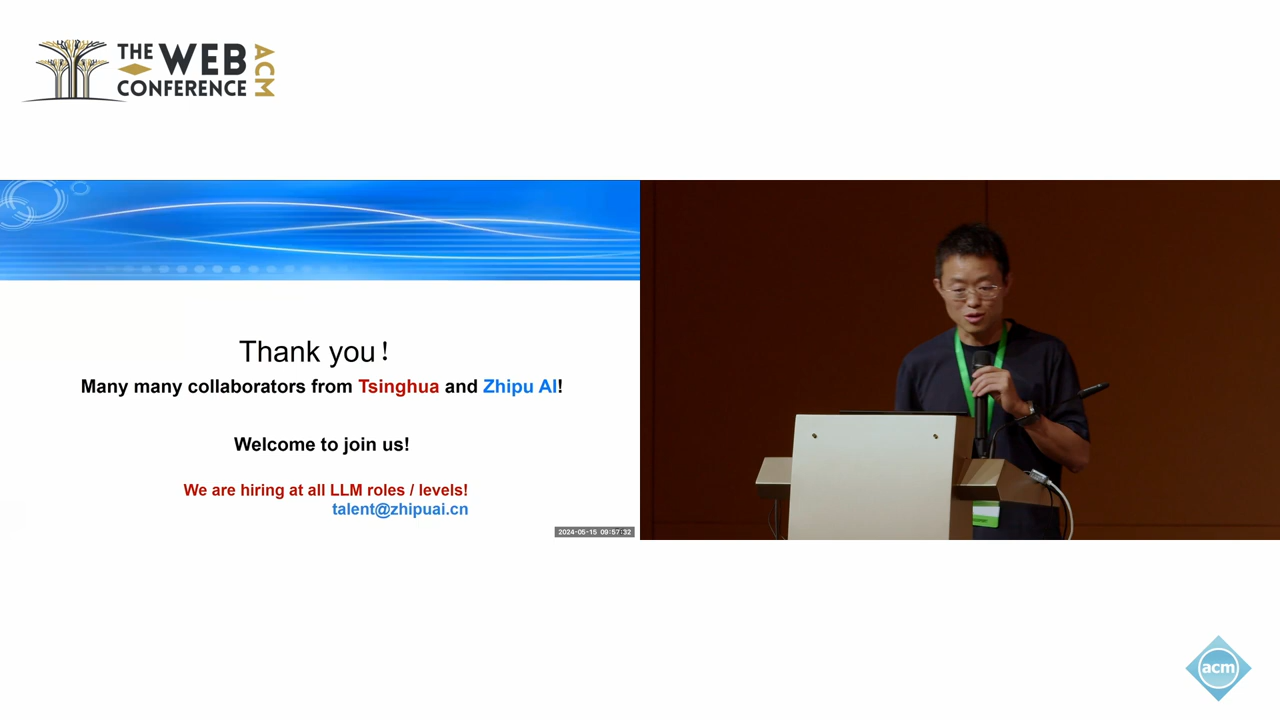 THE WEB
CONFERENCE
ACM
Thank you!
Many many collaborators from Tsinghua and Zhipu AI!
Welcome to join us!
We are hiring at all LLM roles / levels!
talent@zhipuai.cn
2024-05-15 09:57:32
acm